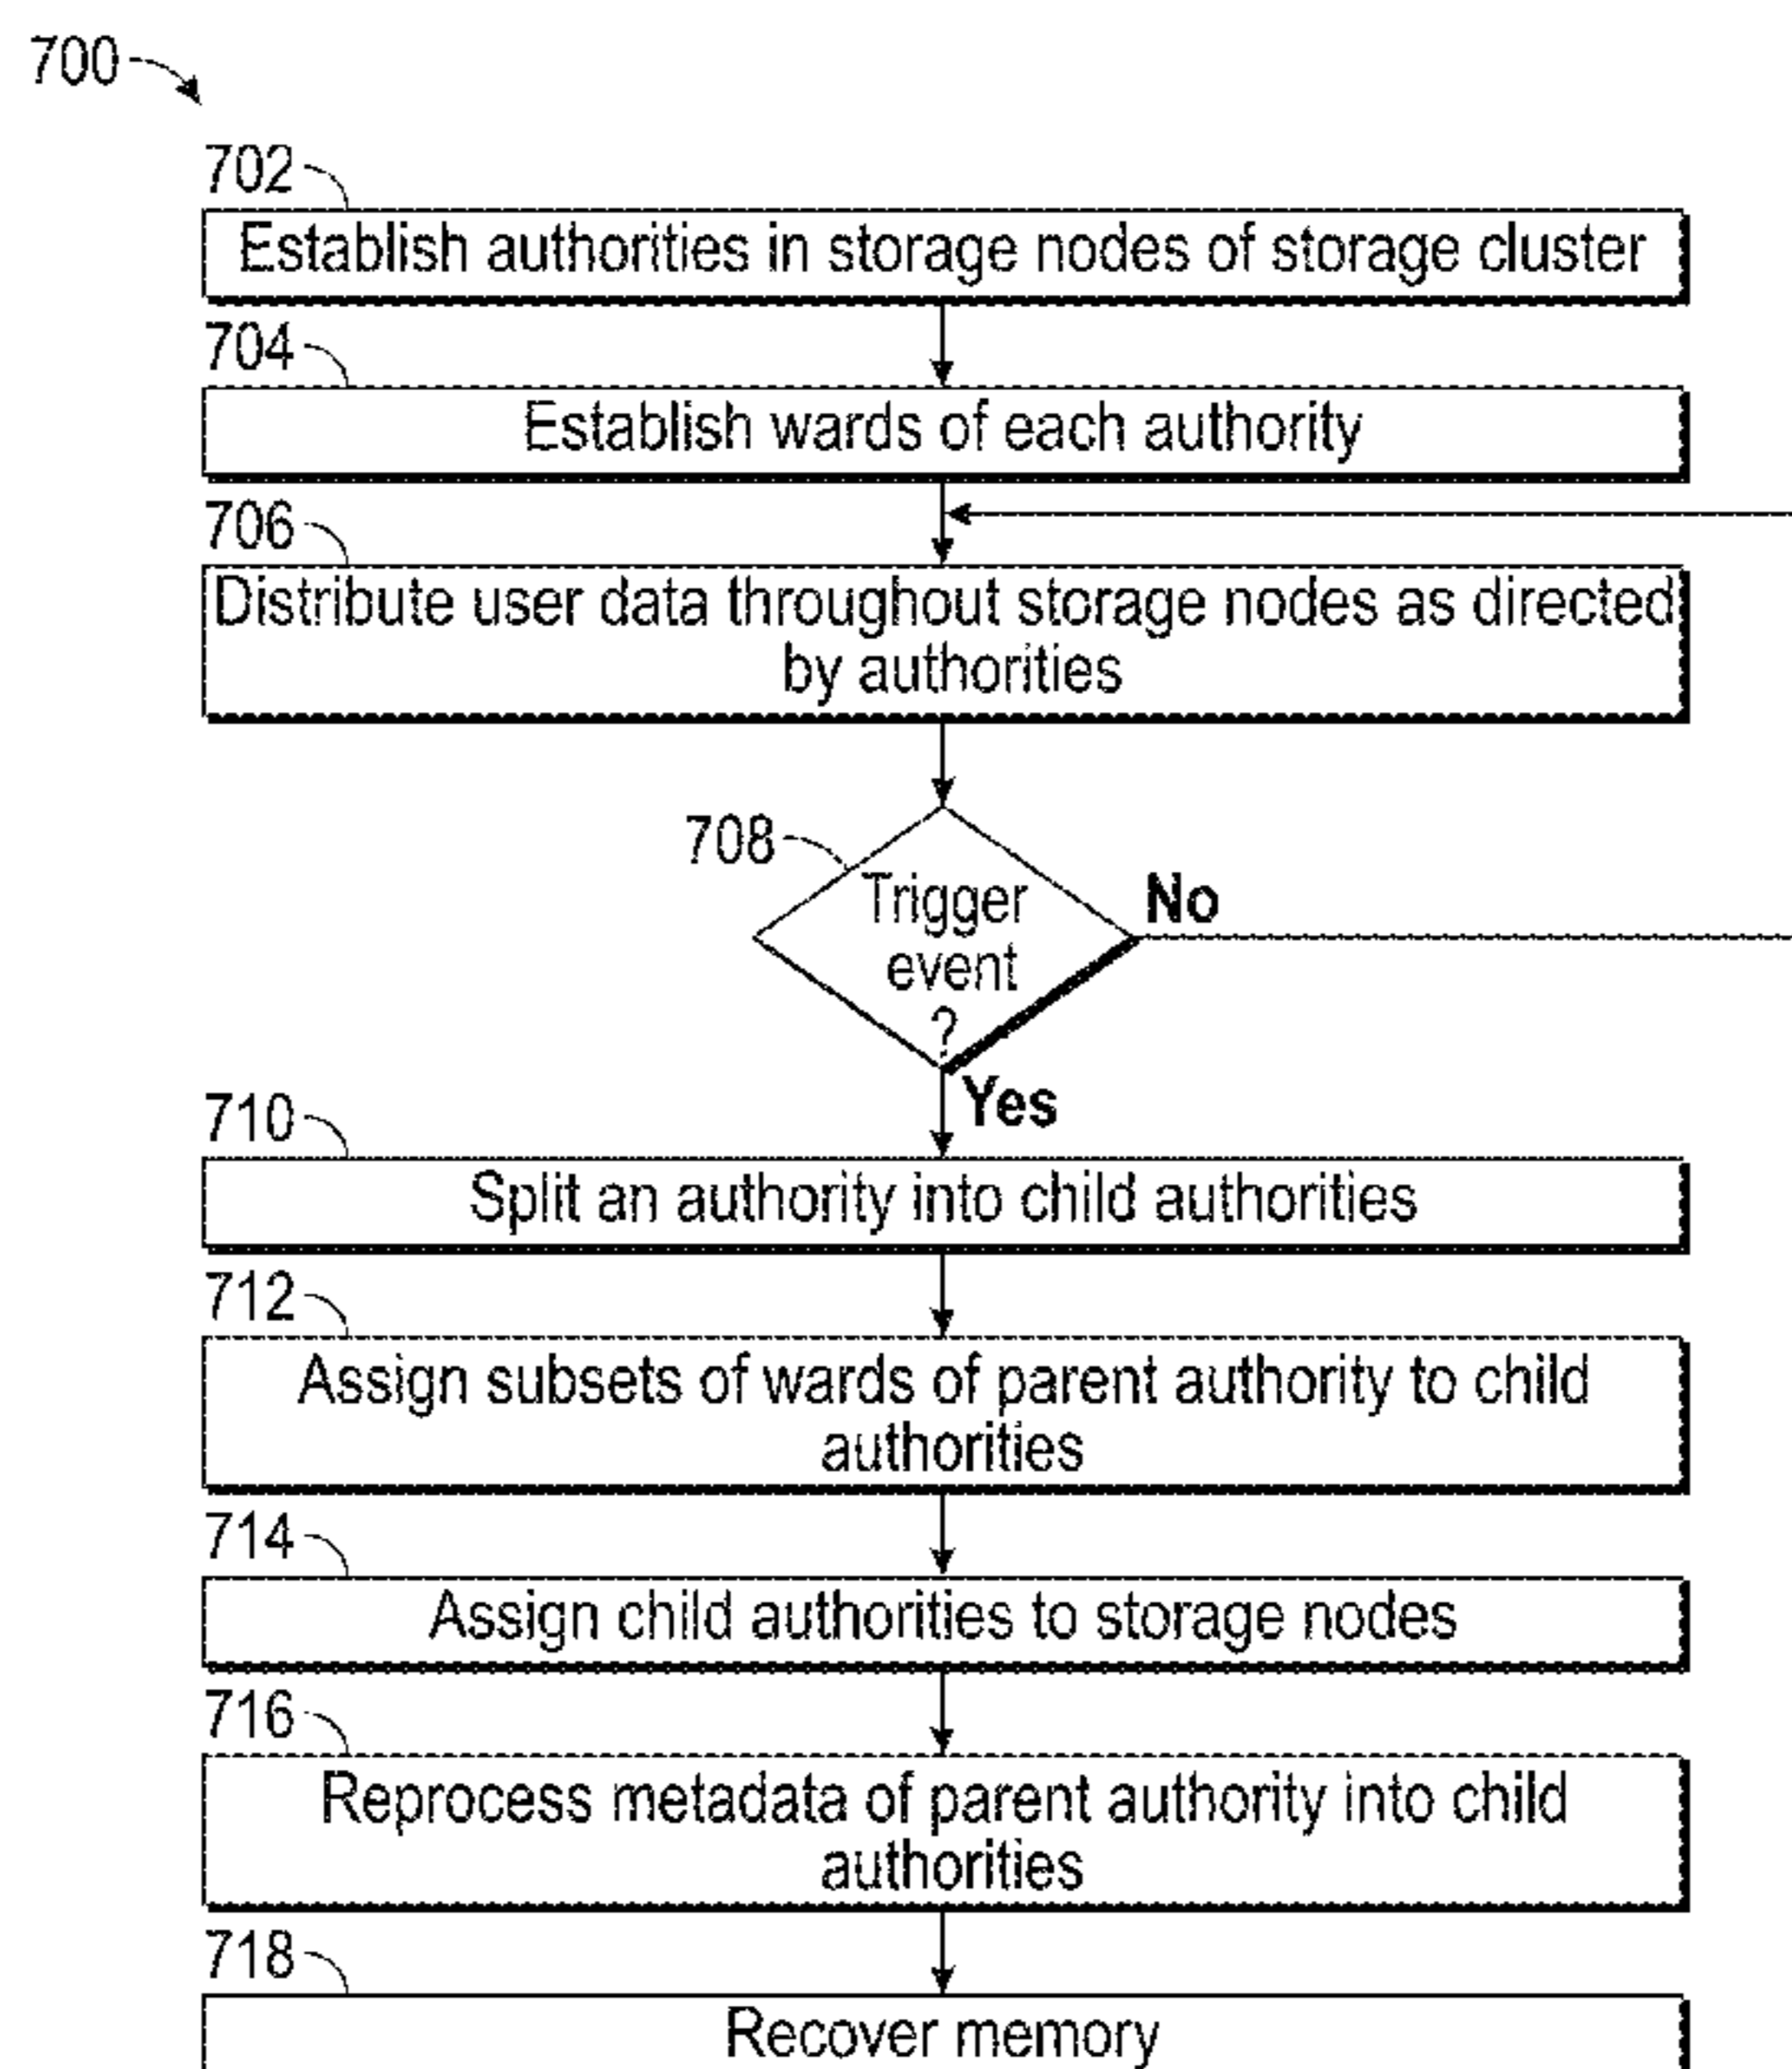 700
702
Establish authorities in storage nodes of storage cluster
704
Establish wards of each authority
706
Distribute user data throughout storage nodes as directed
by authorities
708
Trigger
event
?
No
Yes
710
Split an authority into child authorities
712
Assign subsets of wards of parent authority to child
authorities
714
Assign child authorities to storage nodes
716
Reprocess metadata of parent authority into child
authorities
718
Recover memory